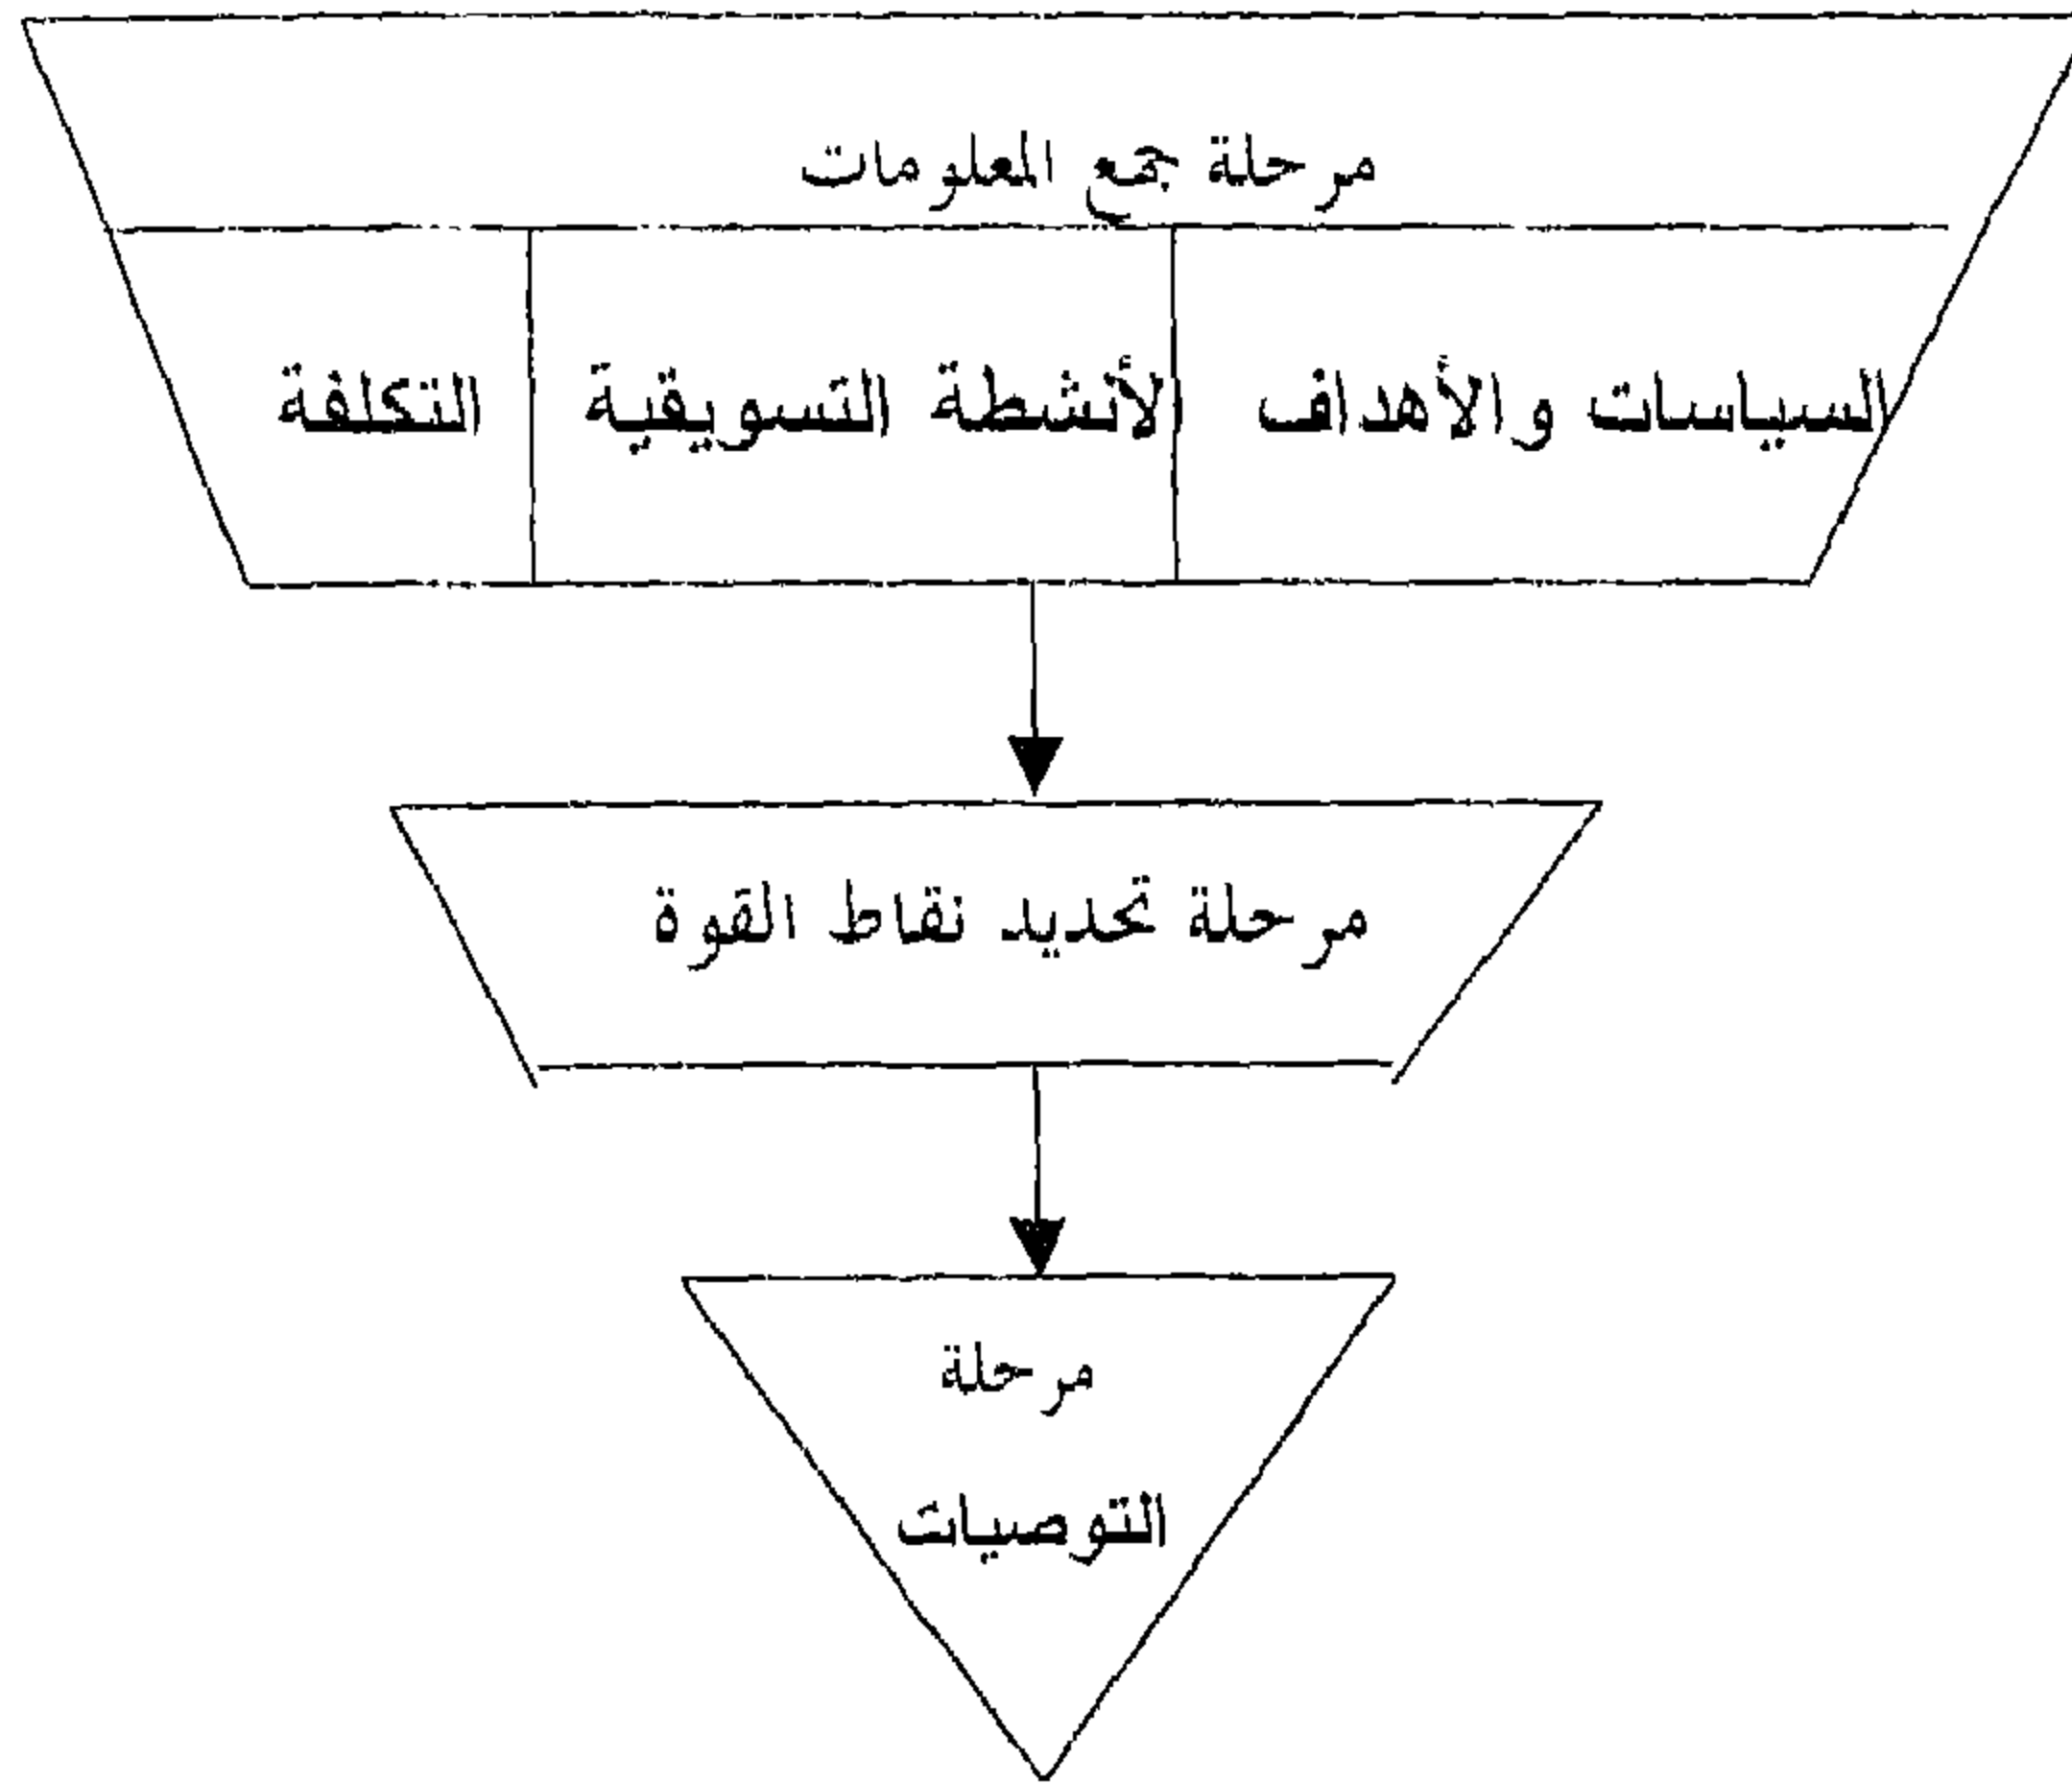 مرحلة جمع المعلومات
السياسات والأهداف الأنشطة التسويقية التكلفة
مرحلة تحديد نقاط القوة
مرحلة
التوصيات